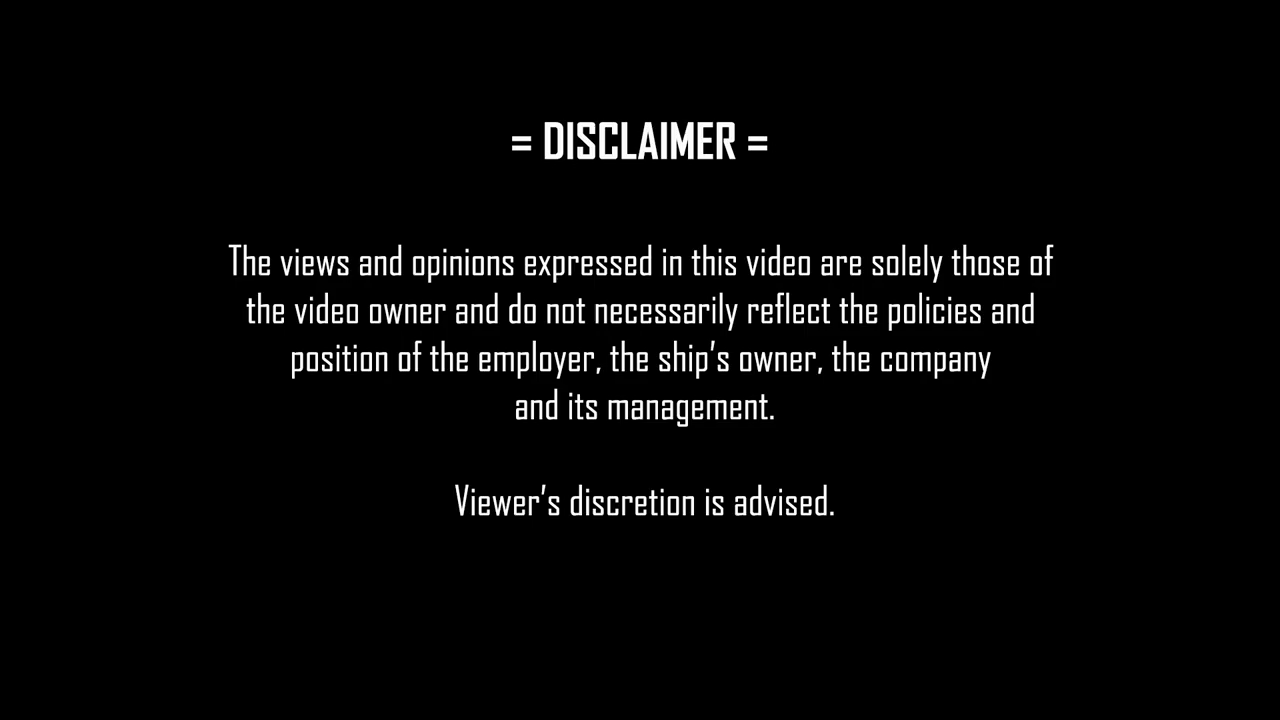 = DISCLAIMER =
The views and opinions expressed in this video are solely those of
the video owner and do not necessarily reflect the policies and
position of the employer, the ship’s owner, the company
and its management.
Viewer’s discretion is advised.